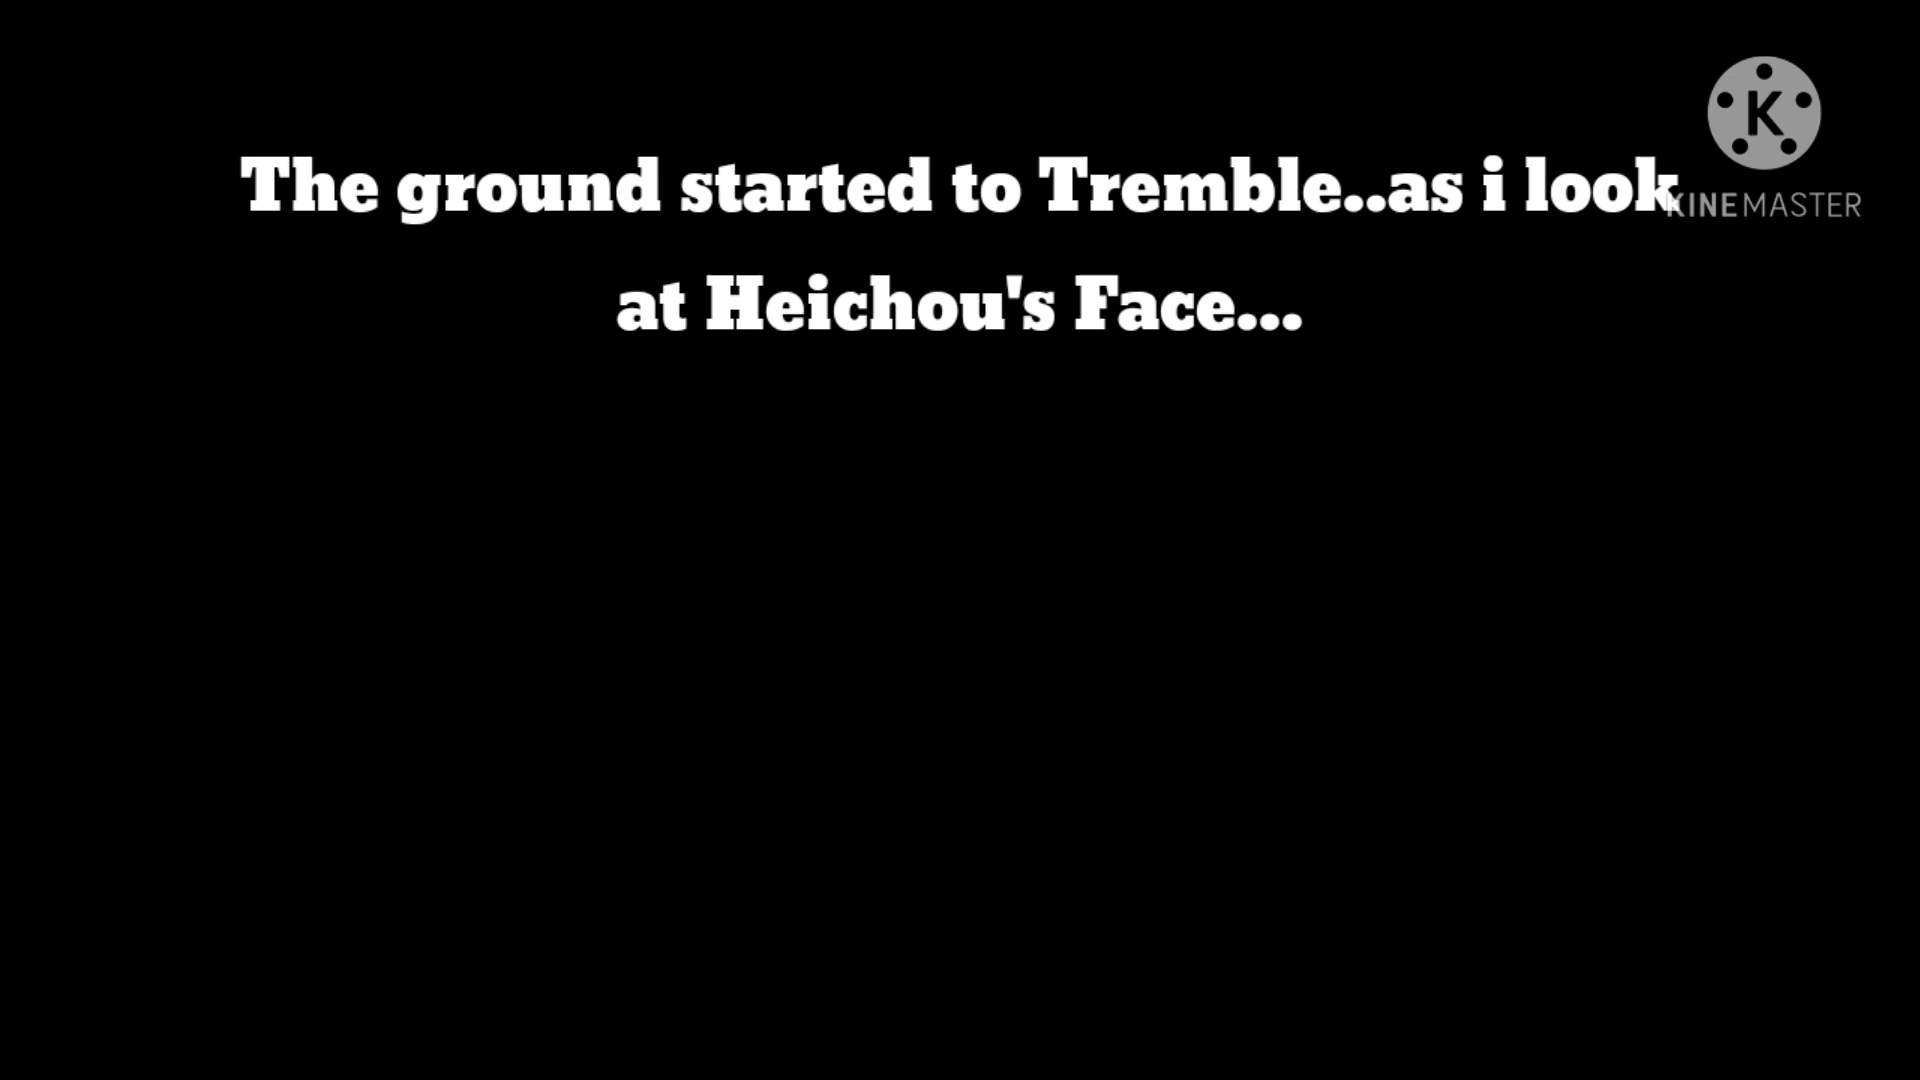 The ground started to Tremble..as i look
at Heichou's Face...
K
KINEMASTER